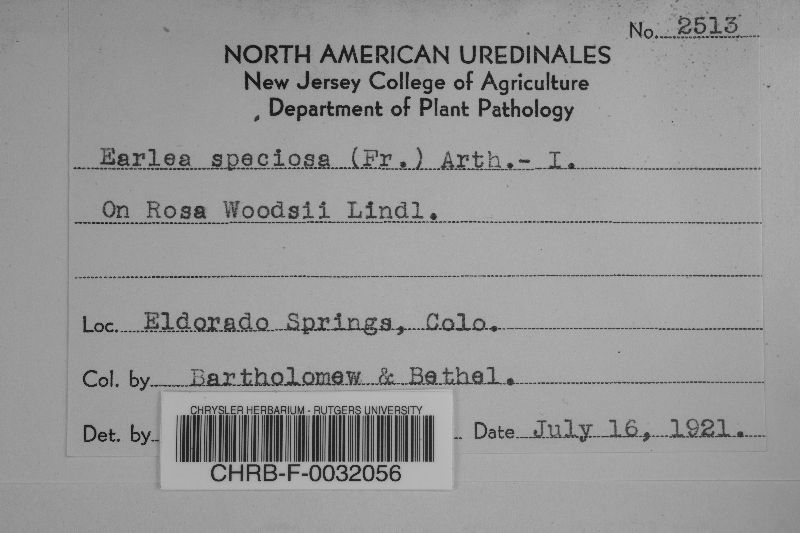 No. 2513
NORTH AMERICAN UREDINALES
New Jersey College of Agriculture
Department of Plant Pathology
Earlea speciosa (Fr.) Arth.- I.
On Rosa Woodsii Lindl.
Loc. Eldorado Springs, Colo.
Col. by Bartholomew & Bethel.
Det. by Date July 16, 1921.
CHRYSLER HERBARIUM - RUTGERS UNIVERSITY
CHRB-F-0032056